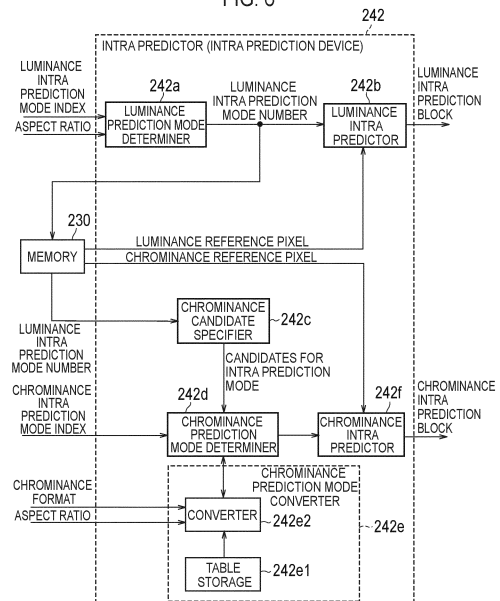 242
INTRA PREDICTOR (INTRA PREDICTION DEVICE)
LUMINANCE
INTRA
PREDICTION
MODE INDEX
ASPECT RATIO
242a
LUMINANCE
PREDICTION MODE
DETERMINER
LUMINANCE
INTRA PREDICTION
MODE NUMBER
242b
LUMINANCE
INTRA
PREDICTOR
LUMINANCE
INTRA
PREDICTION
BLOCK
230
MEMORY
LUMINANCE REFERENCE PIXEL
CHROMINANCE REFERENCE PIXEL
LUMINANCE
INTRA
PREDICTION
MODE NUMBER
CHROMINANCE
CANDIDATE
SPECIFIER
242c
CANDIDATES FOR
INTRA PREDICTION
MODE
CHROMINANCE
INTRA
PREDICTION
MODE INDEX
242d
CHROMINANCE
PREDICTION
MODE DETERMINER
242f
CHROMINANCE
INTRA
PREDICTOR
CHROMINANCE
INTRA
PREDICTION
BLOCK
CHROMINANCE
PREDICTION MODE
CONVERTER
242e
CHROMINANCE
FORMAT
ASPECT RATIO
CONVERTER
242e2
TABLE
STORAGE
242e1